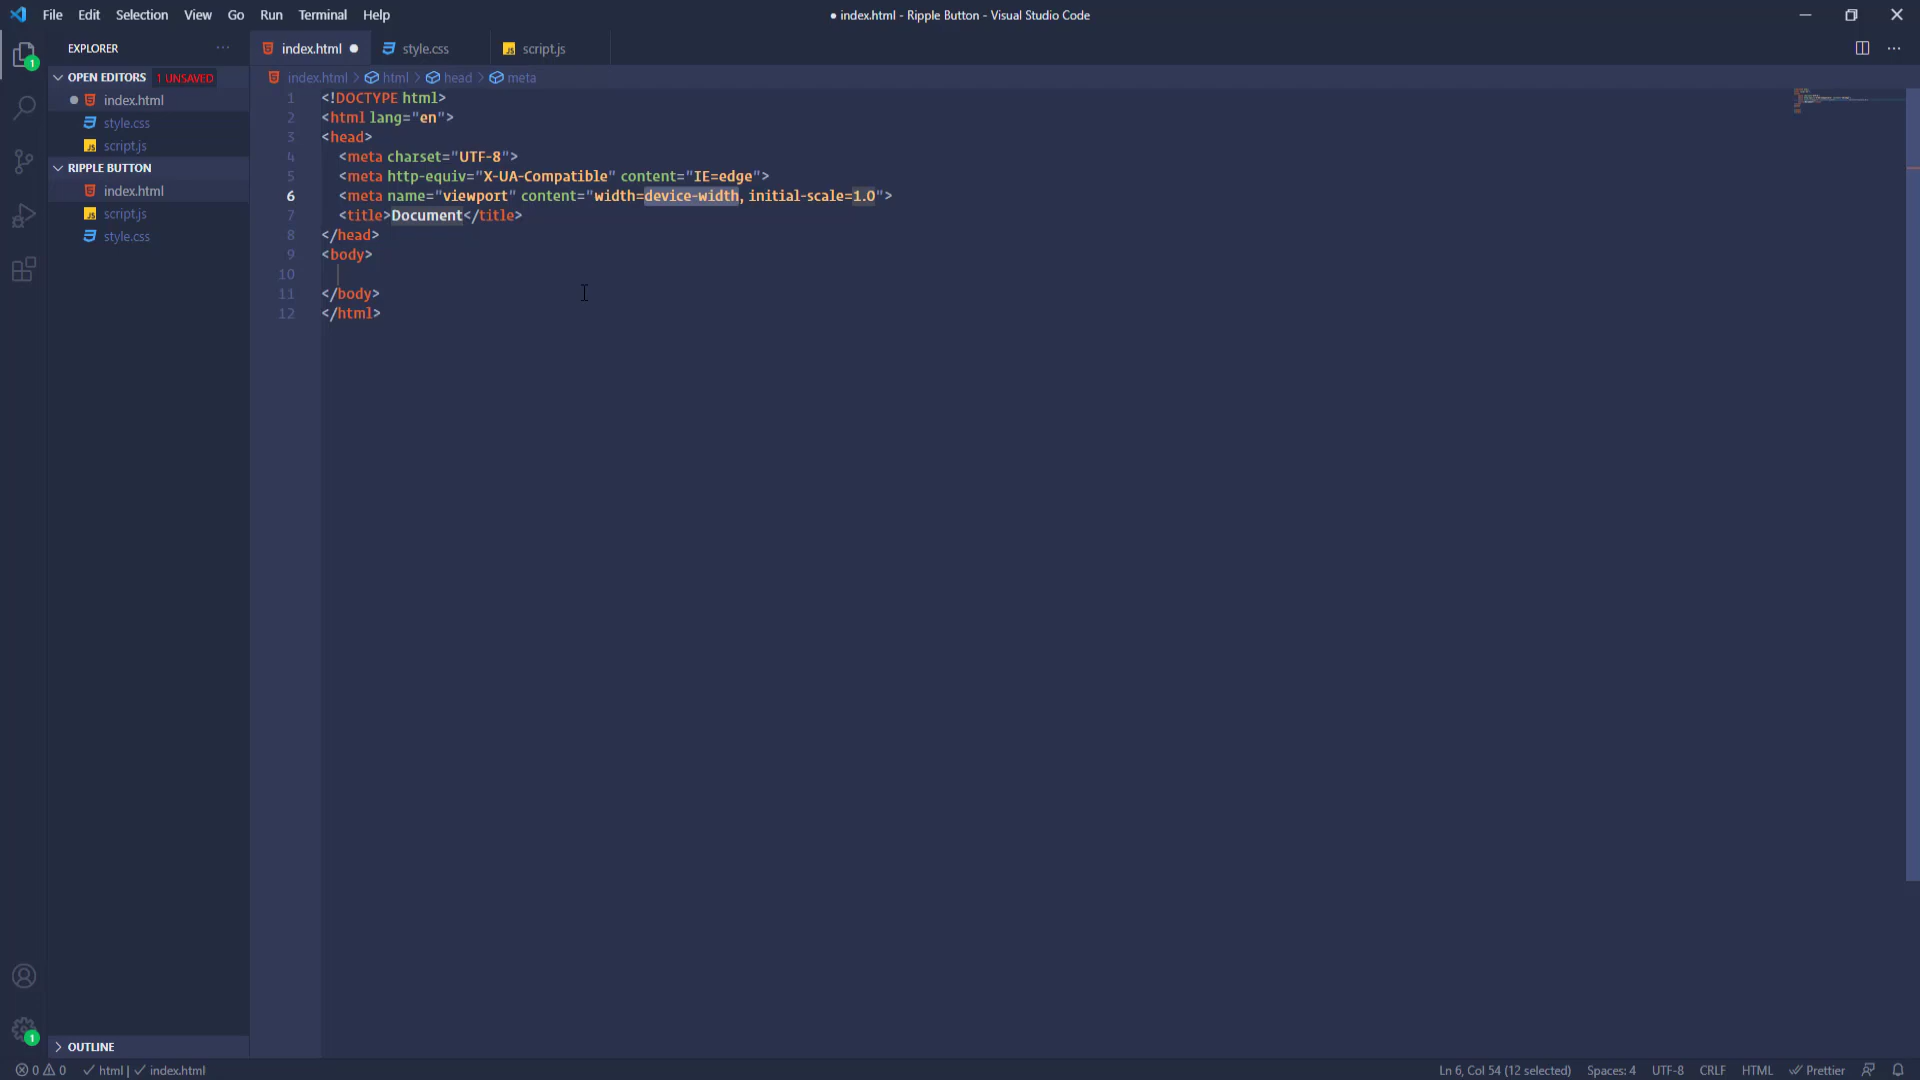 File Edit Selection View Go Run Terminal Help
● index.html - Ripple Button - Visual Studio Code
EXPLORER
index.html
style.css
script.js
OPEN EDITORS 1 UNSAVED
index.html
style.css
script.js
RIPPLE BUTTON
index.html
script.js
style.css
OUTLINE
index.html > html > head > meta
1 <!DOCTYPE html>
2 <html lang="en">
3 <head>
4 <meta charset="UTF-8">
5 <meta http-equiv="X-UA-Compatible" content="IE=edge">
6 <meta name="viewport" content="width=device-width, initial-scale=1.0">
7 <title>Document</title>
8 </head>
9 <body>
10
11 </body>
12 </html>
1
1
0 0 html | index.html
Ln 6, Col 54 (12 selected) Spaces: 4 UTF-8 CRLF HTML Prettier